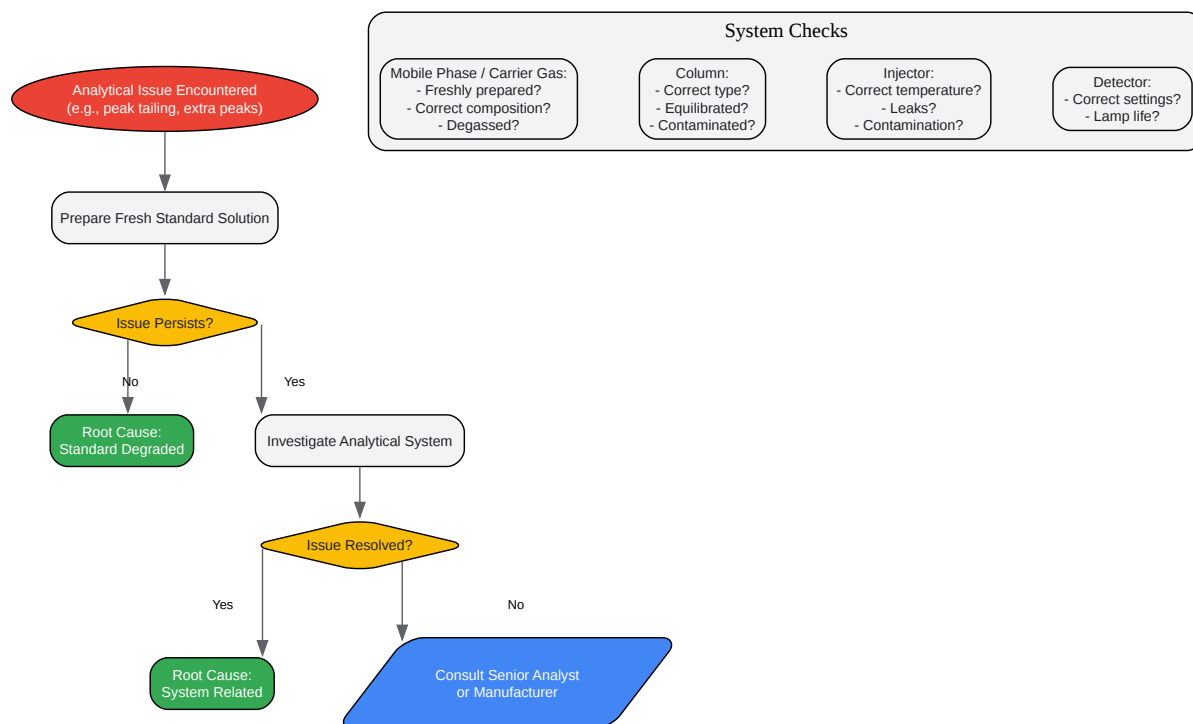 System Checks
Mobile Phase / Carrier Gas:
- Freshly prepared?
- Correct composition?
- Degassed?
Column:
- Correct type?
- Equilibrated?
- Contaminated?
Injector:
- Correct temperature?
- Leaks?
- Contamination?
Detector:
- Correct settings?
- Lamp life?
Analytical Issue Encountered
(e.g., peak tailing, extra peaks)
Prepare Fresh Standard Solution
Issue Persists?
No
Yes
Root Cause:
Standard Degraded
Investigate Analytical System
Issue Resolved?
Yes
No
Root Cause:
System Related
Consult Senior Analyst
or Manufacturer